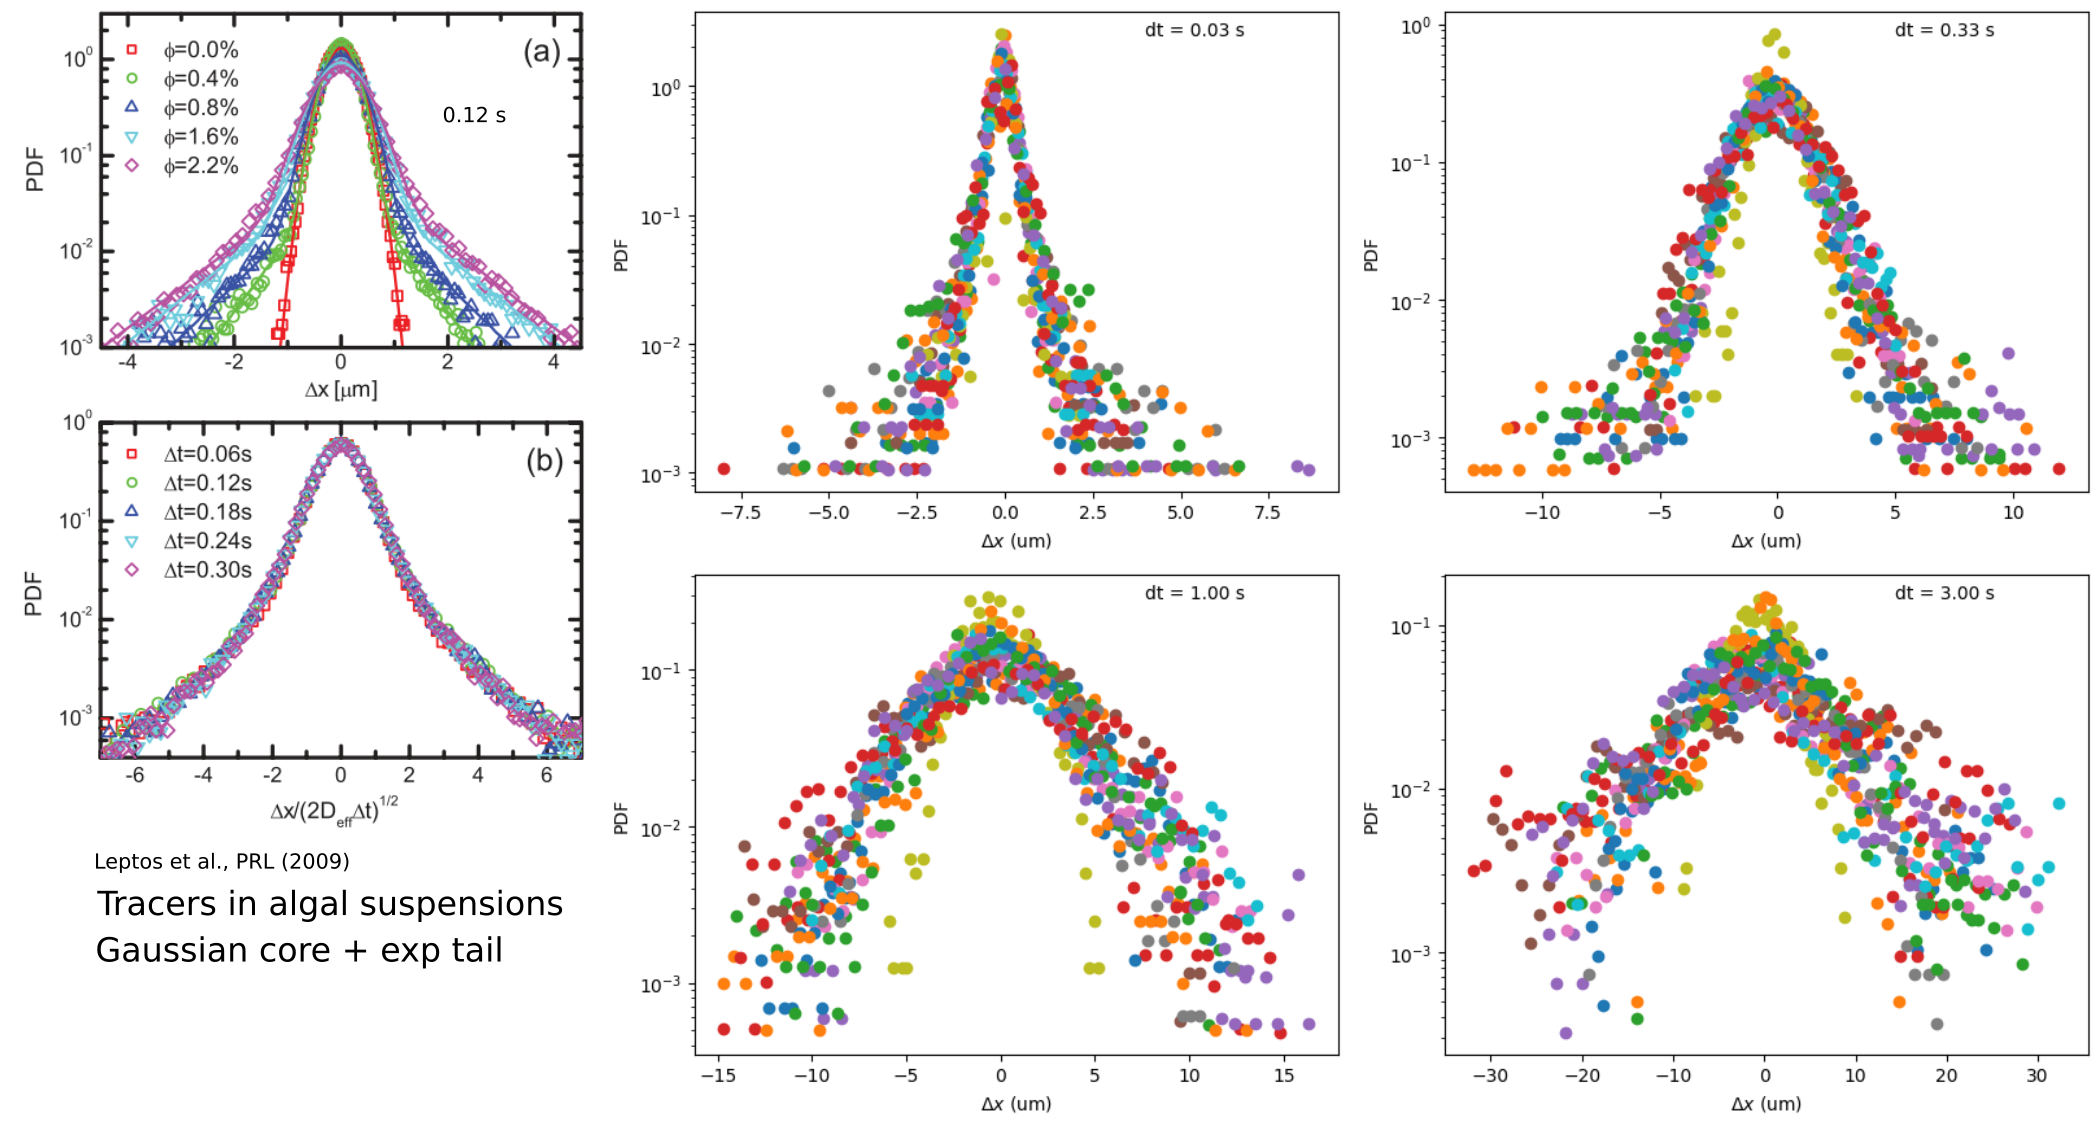 (a)
ϕ=0.0%
ϕ=0.4%
ϕ=0.8%
ϕ=1.6%
ϕ=2.2%
0.12 s
PDF
10⁰
10⁻¹
10⁻²
10⁻³
-4 -2 0 2 4
Δx [μm]
(b)
Δt=0.06s
Δt=0.12s
Δt=0.18s
Δt=0.24s
Δt=0.30s
PDF
10⁰
10⁻¹
10⁻²
10⁻³
-6 -4 -2 0 2 4 6
Δx/(2D_effΔt)^1/2
Leptos et al., PRL (2009)
Tracers in algal suspensions
Gaussian core + exp tail
dt = 0.03 s
PDF
10⁰
10⁻¹
10⁻²
10⁻³
−7.5 −5.0 −2.5 0.0 2.5 5.0 7.5
Δx (um)
dt = 0.33 s
PDF
10⁰
10⁻¹
10⁻²
10⁻³
−10 −5 0 5 10
Δx (um)
dt = 1.00 s
PDF
10⁻¹
10⁻²
10⁻³
−15 −10 −5 0 5 10 15
Δx (um)
dt = 3.00 s
PDF
10⁻¹
10⁻²
10⁻³
−30 −20 −10 0 10 20 30
Δx (um)